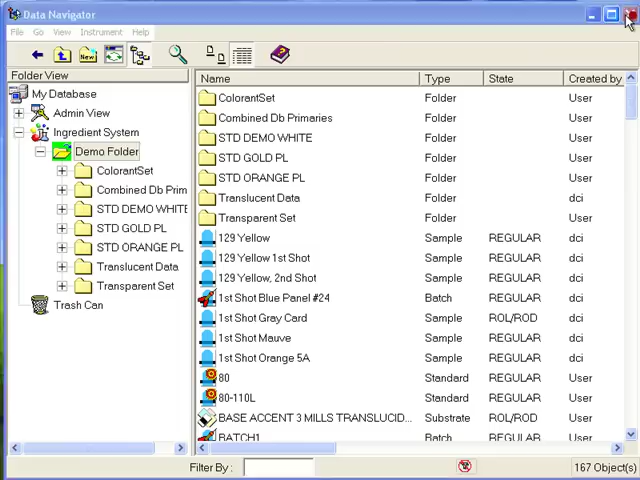 Data Navigator
File Go View Instrument Help
New
Folder View
Name Type State Created by
My Database
Admin View
Ingredient System
Demo Folder
ColorantSet
Combined Db Prim
STD DEMO WHITE
STD GOLD PL
STD ORANGE PL
Translucent Data
Transparent Set
Trash Can
ColorantSet Folder User
Combined Db Primaries Folder User
STD DEMO WHITE Folder User
STD GOLD PL Folder User
STD ORANGE PL Folder User
Translucent Data Folder dci
Transparent Set Folder User
129 Yellow Sample REGULAR dci
129 Yellow 1st Shot Sample REGULAR dci
129 Yellow, 2nd Shot Sample REGULAR dci
1st Shot Blue Panel #24 Batch REGULAR dci
1st Shot Gray Card Sample ROL/ROD dci
1st Shot Mauve Sample REGULAR dci
1st Shot Orange 5A Sample REGULAR dci
80 Standard REGULAR User
80-110L Standard REGULAR User
BASE ACCENT 3 MILLS TRANSLUCID... Substrate ROL/ROD dci
BATCH1 Batch REGULAR User
Filter By : 167 Object(s)